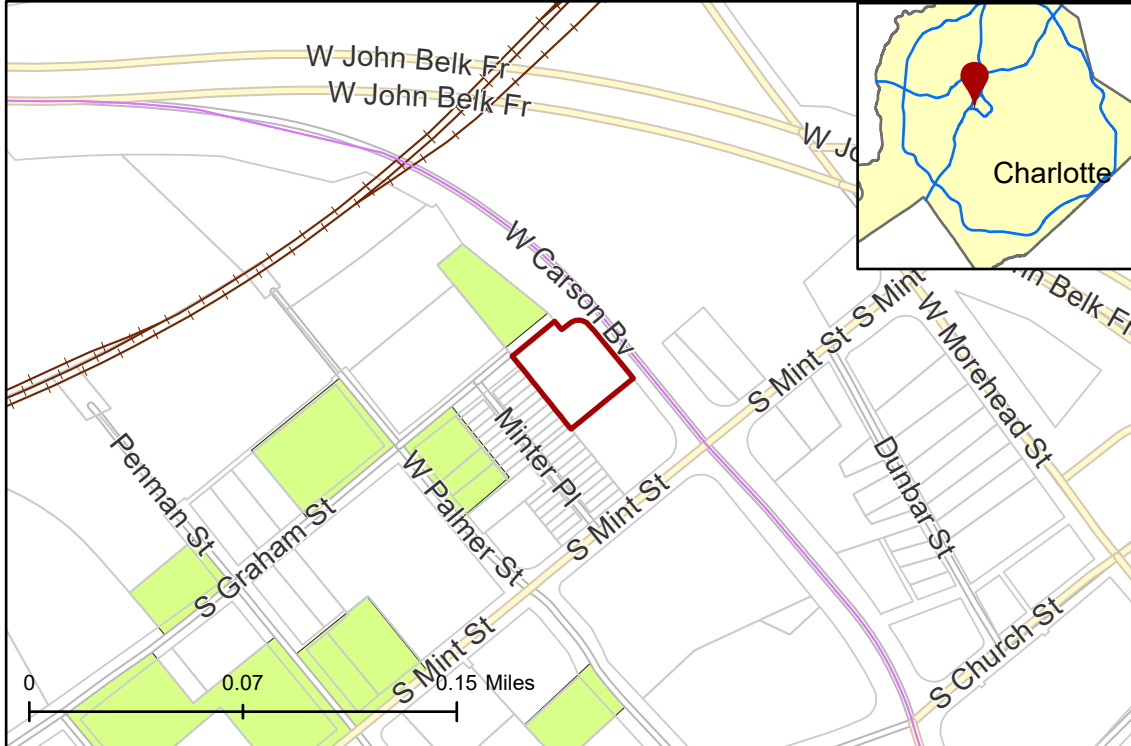 W John Belk Fr
W John Belk Fr
W Jo
Charlotte
W Carson Bv
hn Belk Fr
S Mint St
S Mint
W Morehead St
Minter Pl
Dunbar St
Penman St
W Palmer St
S Mint St
S Graham St
S Church St
S Mint St
0
0.07
0.15 Miles